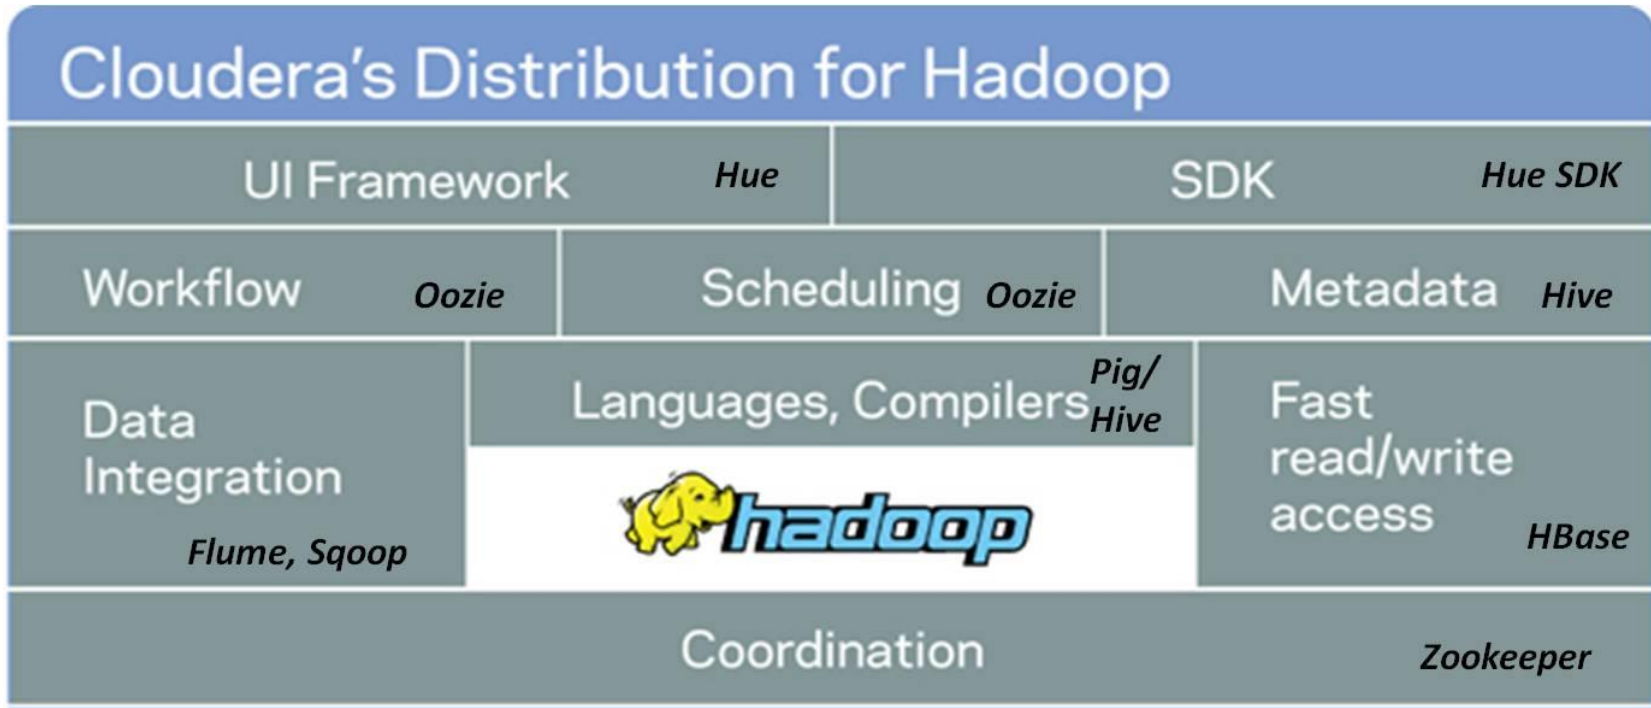 Cloudera's Distribution for Hadoop
UI Framework Hue
SDK Hue SDK
Workflow Oozie
Scheduling Oozie
Metadata Hive
Data
Integration
Flume, Sqoop
Languages, Compilers
Pig/
Hive
hadoop
Fast
read/write
access
HBase
Coordination Zookeeper